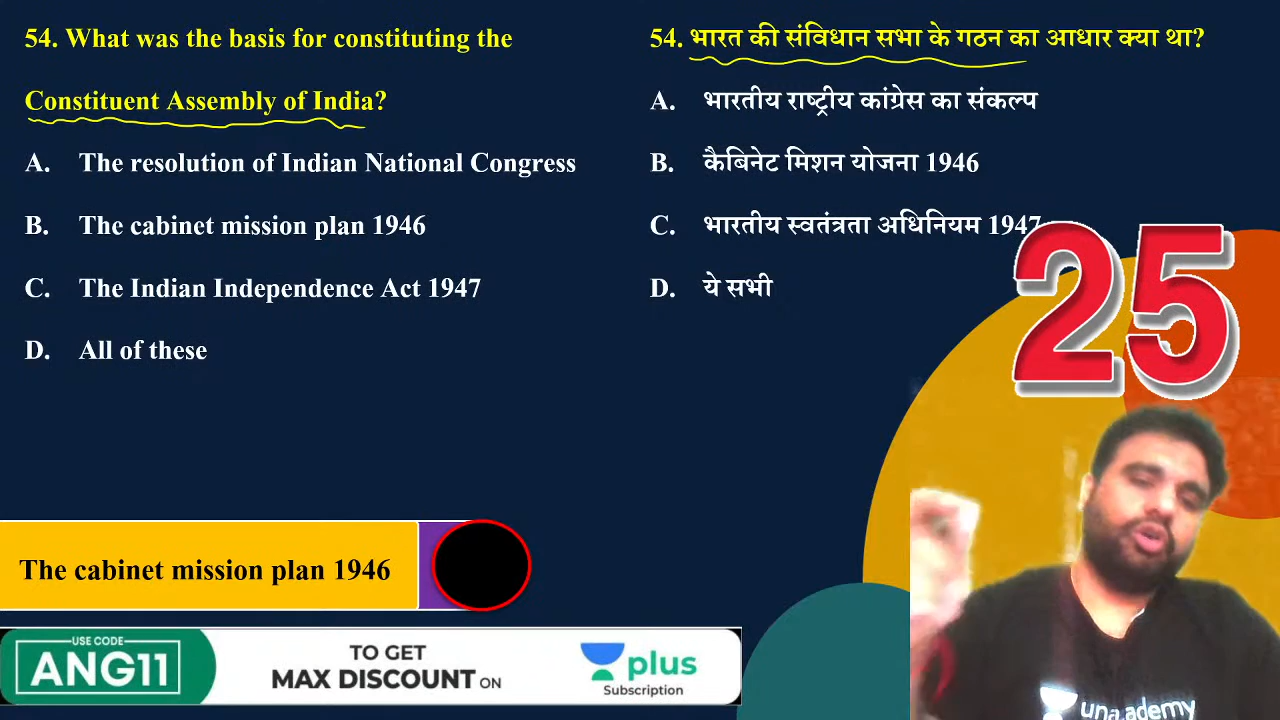 54. What was the basis for constituting the
Constituent Assembly of India?
A. The resolution of Indian National Congress
B. The cabinet mission plan 1946
C. The Indian Independence Act 1947
D. All of these
54. भारत की संविधान सभा के गठन का आधार क्या था?
A. भारतीय राष्ट्रीय कांग्रेस का संकल्प
B. कैबिनेट मिशन योजना 1946
C. भारतीय स्वतंत्रता अधिनियम 1947
D. ये सभी
25
The cabinet mission plan 1946
USE CODE
ANG11
TO GET
MAX DISCOUNT ON
plus
Subscription